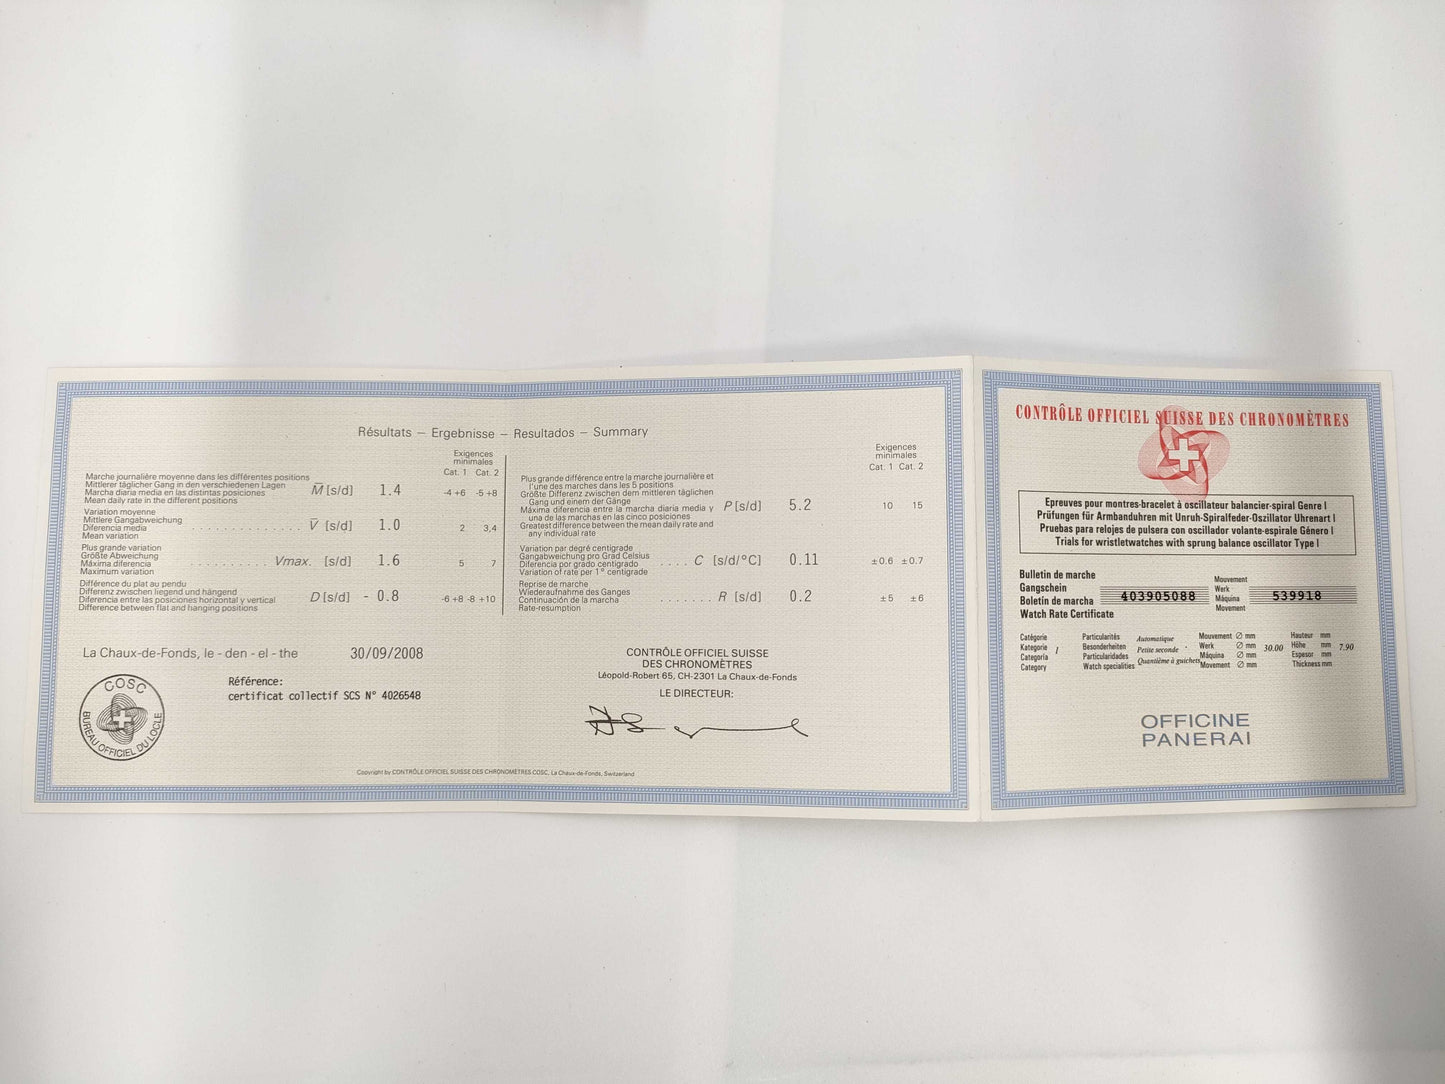 Résultats – Ergebnisse – Resultados – Summary
Exigences
minimales
Cat. 1 Cat. 2
Marche journalière moyenne dans les différentes positions
Mittlerer täglicher Gang in den verschiedenen Lagen
Marcha diaria media en las distintas posiciones
Mean daily rate in the different positions
M̄ [s/d] 1.4 -4 +6 -5 +8
Variation moyenne
Mittlere Gangabweichung
Diferencia media
Mean variation
V̄ [s/d] 1.0 2 3,4
Plus grande variation
Größte Abweichung
Máxima diferencia
Maximum variation
Vmax. [s/d] 1.6 5 7
Différence du plat au pendu
Differenz zwischen liegend und hängend
Diferencia entre las posiciones horizontal y vertical
Difference between flat and hanging positions
D [s/d] - 0.8 -6 +8 -8 +10
Exigences
minimales
Cat. 1 Cat. 2
Plus grande différence entre la marche journalière et
l'une des marches dans les 5 positions
Größte Differenz zwischen dem mittleren täglichen
Gang und einem der Gänge
Máxima diferencia entre la marcha diaria media y
una de las marchas en las cinco posiciones
Greatest difference between the mean daily rate and
any individual rate
P [s/d] 5.2 10 15
Variation par degré centigrade
Gangabweichung pro Grad Celsius
Diferencia por grado centigrado
Variation of rate per 1° centigrade
C [s/d/°C] 0.11 ±0.6 ±0.7
Reprise de marche
Wiederaufnahme des Ganges
Continuación de la marcha
Rate-resumption
R [s/d] 0.2 ±5 ±6
La Chaux-de-Fonds, le - den - el - the 30/09/2008
Référence:
certificat collectif SCS N° 4026548
COSC
BUREAU OFFICIEL DU LOCLE
CONTRÔLE OFFICIEL SUISSE
DES CHRONOMÈTRES
Léopold-Robert 65, CH-2301 La Chaux-de-Fonds
LE DIRECTEUR:
Copyright by CONTRÔLE OFFICIEL SUISSE DES CHRONOMÈTRES COSC, La Chaux-de-Fonds, Switzerland
CONTRÔLE OFFICIEL SUISSE DES CHRONOMÈTRES
Epreuves pour montres-bracelet à oscillateur balancier-spiral Genre I
Prüfungen für Armbanduhren mit Unruh-Spiralfeder-Oszillator Uhrenart I
Pruebas para relojes de pulsera con oscillador volante-espirale Género I
Trials for wristletwatches with sprung balance oscillator Type I
Bulletin de marche
Gangschein
Boletin de marcha
Watch Rate Certificate
403905088
Mouvement
Werk
Máquina
Movement
539918
Catégorie
Kategorie
Categoría
Category
1
Particularités
Besonderheiten
Particularidades
Watch specialities
Automatique
Petite seconde
Quantième à guichets
Mouvement ∅ mm
Werk ∅ mm
Máquina ∅ mm
Movement ∅ mm
30.00
Hauteur mm
Höhe mm
Espesor mm
Thickness mm
7.90
OFFICINE
PANERAI